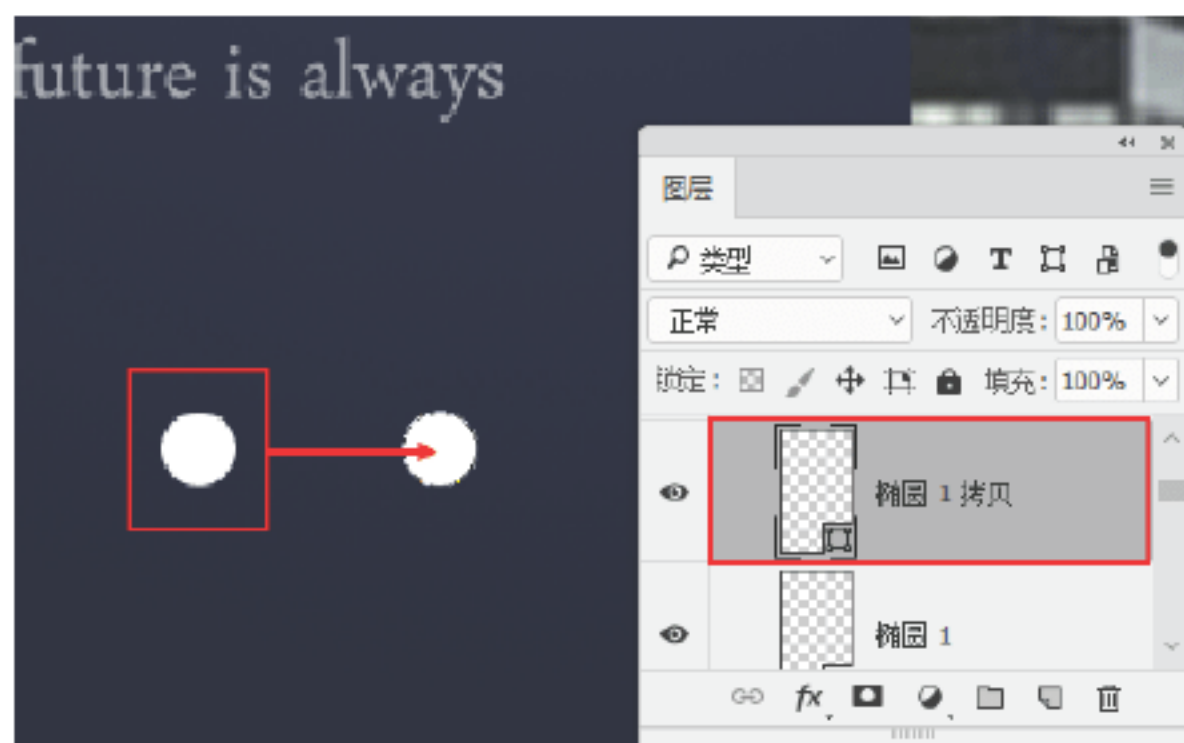 future is always
图层
类型
正常 不透明度: 100%
锁定: 填充: 100%
椭圆 1 拷贝
椭圆 1
fx